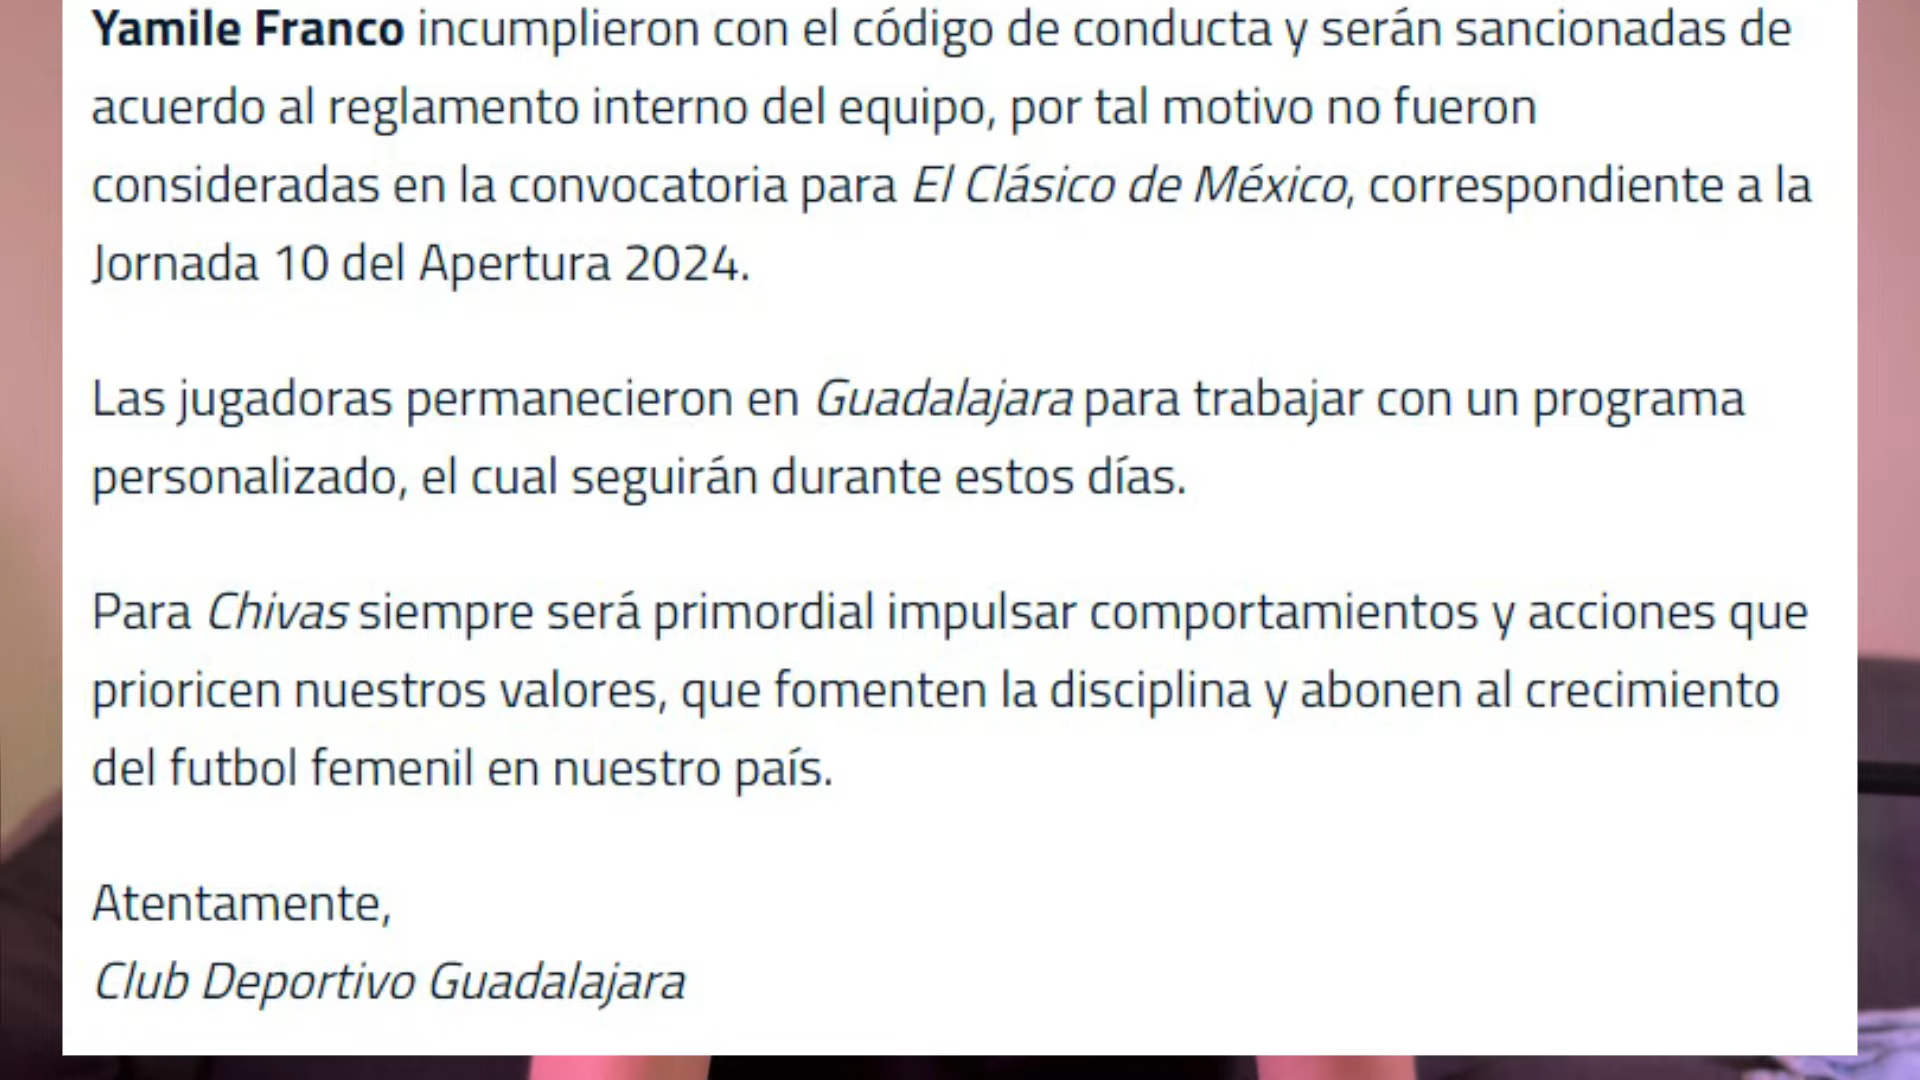 Yamile Franco incumplieron con el código de conducta y serán sancionadas de
acuerdo al reglamento interno del equipo, por tal motivo no fueron
consideradas en la convocatoria para El Clásico de México, correspondiente a la
Jornada 10 del Apertura 2024.
Las jugadoras permanecieron en Guadalajara para trabajar con un programa
personalizado, el cual seguirán durante estos días.
Para Chivas siempre será primordial impulsar comportamientos y acciones que
prioricen nuestros valores, que fomenten la disciplina y abonen al crecimiento
del futbol femenil en nuestro país.
Atentamente,
Club Deportivo Guadalajara